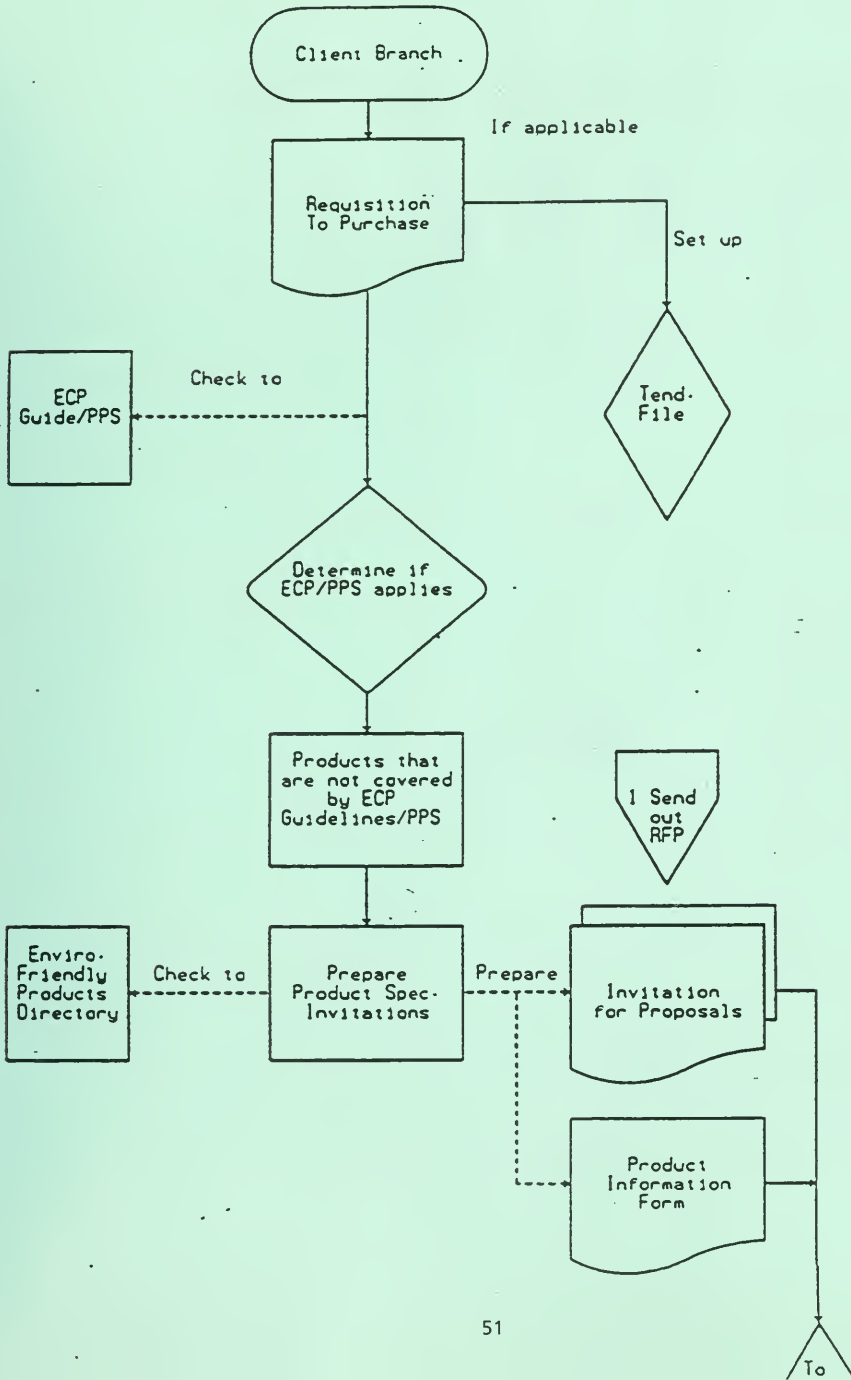 Client Branch
If applicable
Requisition
To Purchase
Set up
Check to
ECP
Guide/PPS
Tend.
File
Determine if
ECP/PPS applies
Products that
are not covered
by ECP
Guidelines/PPS
1 Send
out
RFP
Enviro.
Friendly
Products
Directory
Check to
Prepare
Product Spec.
Invitations
Prepare
Invitation
for Proposals
Product
Information
Form
51
To